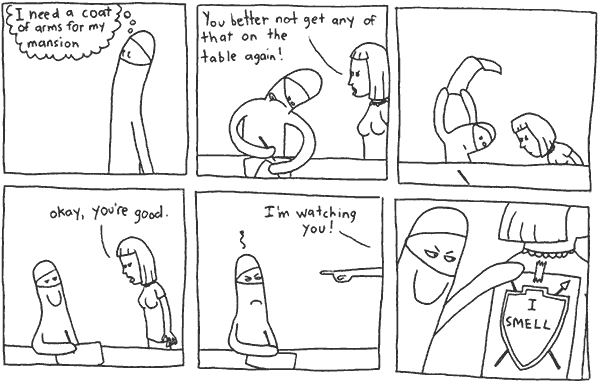 I need a coat
of arms for my
mansion
You better not get any of
that on the
table again!
okay, you're good.
I'm watching
you!
I
SMELL